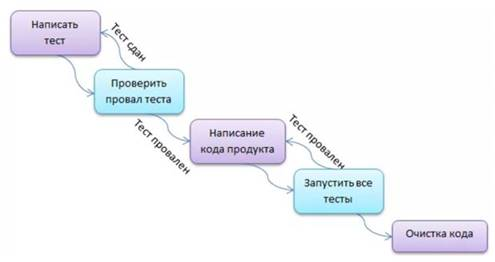 Написать
тест
Тест сдан
Проверить
провал теста
Тест провален
Написание
кода продукта
Тест провален
Запустить все
тесты
Очистка кода